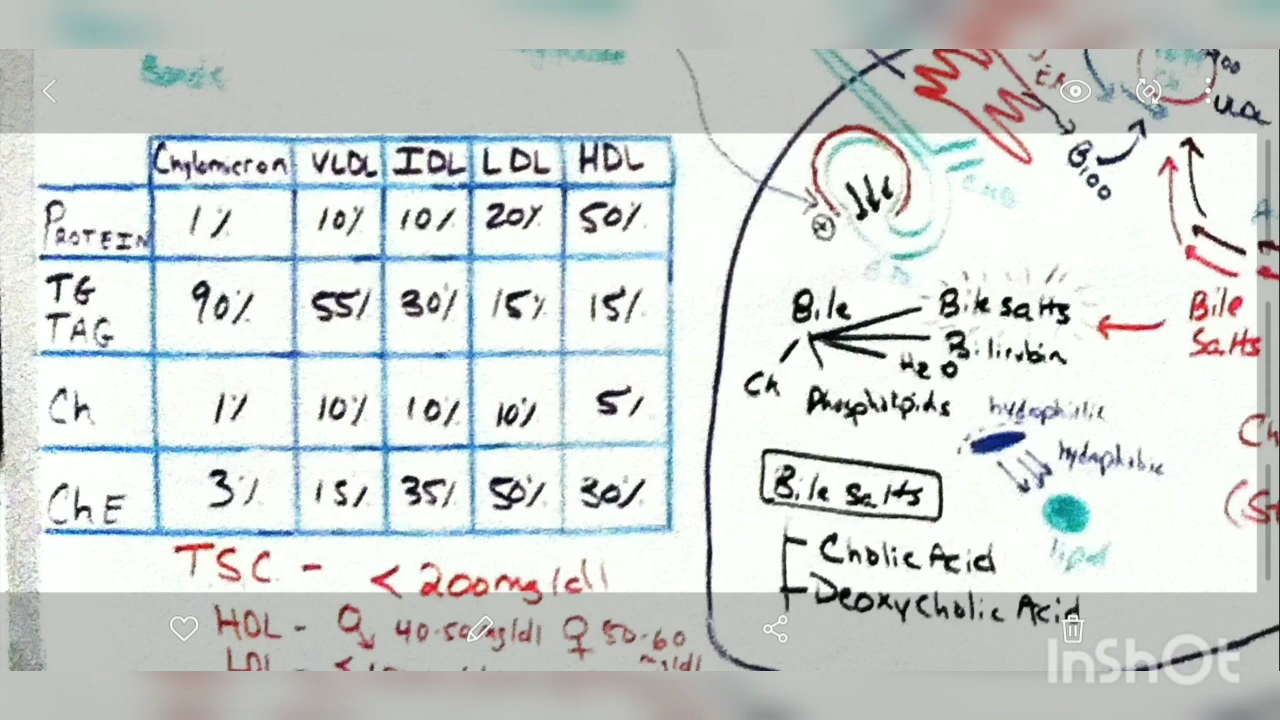 Chylomicron VLDL IDL LDL HDL
PROTEIN 1% 10% 10% 20% 50%
TG
TAG 90% 55% 30% 15% 15%
Ch 1% 10% 10% 10% 5%
ChE 3% 15% 35% 50% 30%
TSC - <200mg/dl
HDL - 40-50mg/dl ♀ 50-60
mg/dl
LDL -
B100
Bile
Bile salts
Bilirubin
H2O
Phospholipids
Ch
Bile
Salts
hydrophilic
hydrophobic
lipid
Bile salts
Cholic Acid
Deoxycholic Acid
InShOt